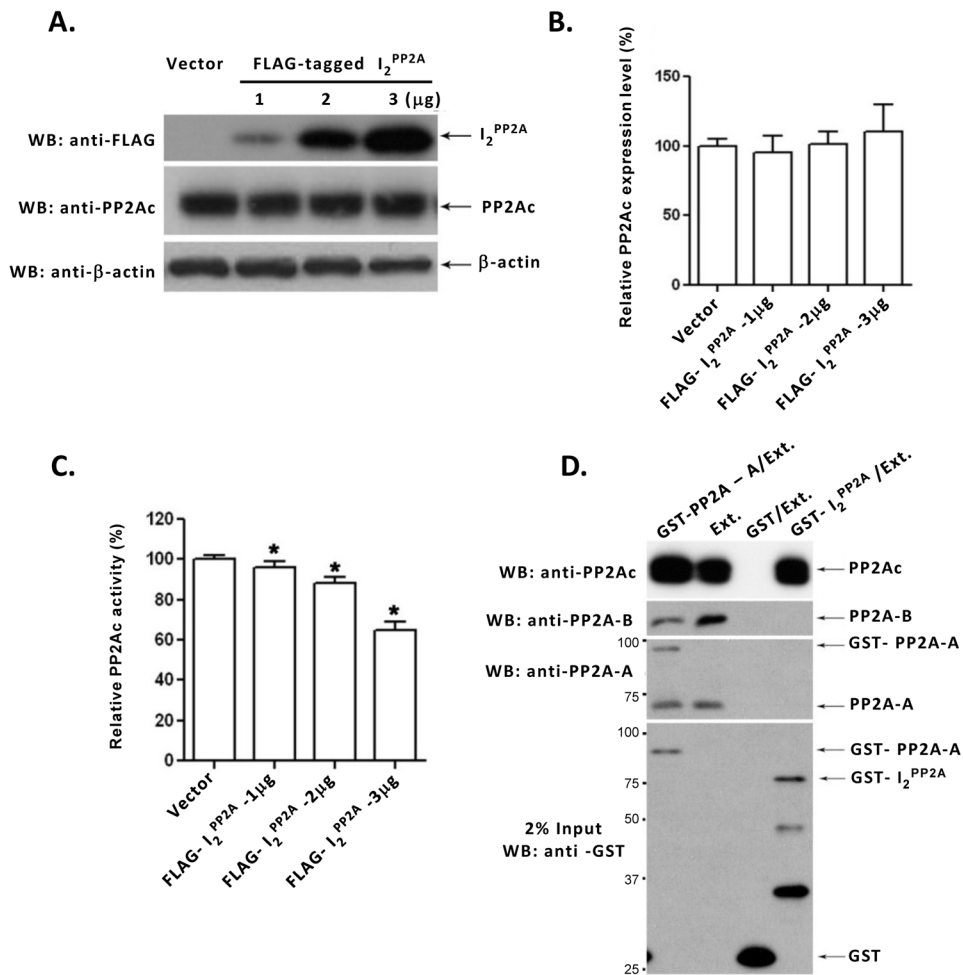 A.
Vector FLAG-tagged I₂ᴾᴾ²ᴬ
1 2 3 (μg)
WB: anti-FLAG I₂ᴾᴾ²ᴬ
WB: anti-PP2Ac PP2Ac
WB: anti-β-actin β-actin
B.
Relative PP2Ac expression level (%)
150
100
50
0
Vector
FLAG- I₂ᴾᴾ²ᴬ -1μg
FLAG- I₂ᴾᴾ²ᴬ -2μg
FLAG- I₂ᴾᴾ²ᴬ -3μg
C.
Relative PP2Ac activity (%)
120
100
80
60
40
20
0
* * *
Vector
FLAG- I₂ᴾᴾ²ᴬ -1μg
FLAG- I₂ᴾᴾ²ᴬ -2μg
FLAG- I₂ᴾᴾ²ᴬ -3μg
D.
GST-PP2A – A/Ext.
Ext.
GST/Ext.
GST- I₂ᴾᴾ²ᴬ /Ext.
WB: anti-PP2Ac PP2Ac
WB: anti-PP2A-B PP2A-B
100 GST- PP2A-A
WB: anti-PP2A-A
75 PP2A-A
100 GST- PP2A-A
75 GST- I₂ᴾᴾ²ᴬ
50
2% Input
WB: anti -GST
37
25 GST